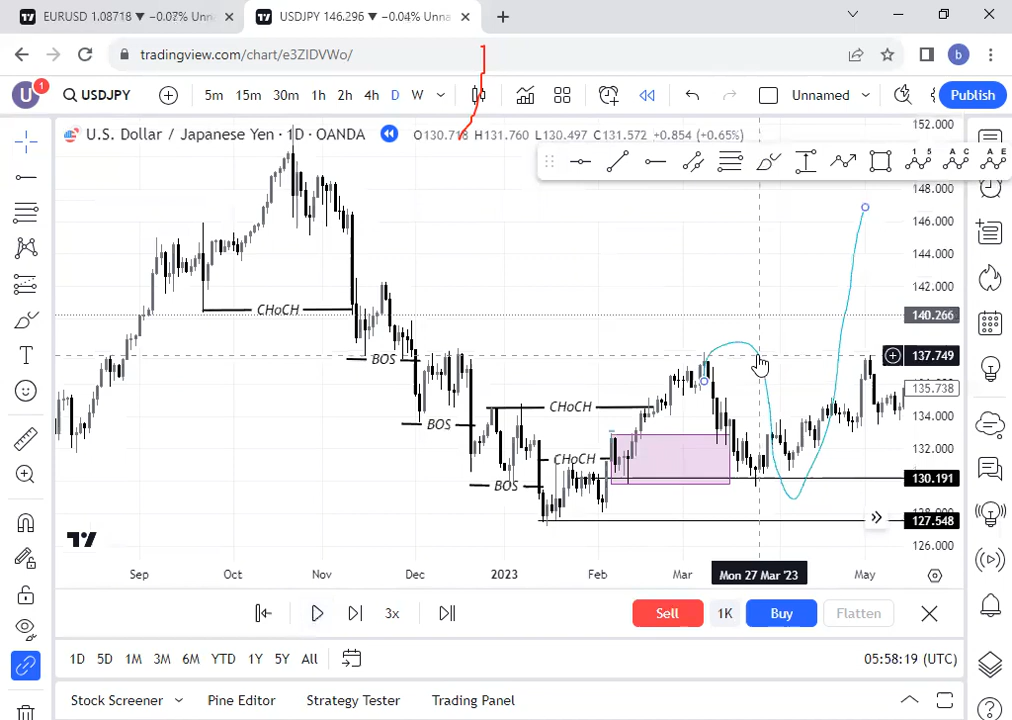 EURUSD 1.08718 ▼ −0.07% Unna
USDJPY 146.296 ▼ −0.04% Unna
tradingview.com/chart/e3ZIDVWo/
b
U
1
USDJPY
5m 15m 30m 1h 2h 4h D W
Unnamed
Publish
U.S. Dollar / Japanese Yen · 1D · OANDA
O130.718 H131.760 L130.497 C131.572 +0.854 (+0.65%)
152.000
148.000
146.000
144.000
142.000
140.266
137.749
135.738
134.000
132.000
130.191
127.548
126.000
CHoCH
BOS
BOS
CHoCH
CHoCH
BOS
Sep Oct Nov Dec 2023 Feb Mar Mon 27 Mar '23 May
3x
Sell 1K Buy Flatten
1D 5D 1M 3M 6M YTD 1Y 5Y All
05:58:19 (UTC)
Stock Screener Pine Editor Strategy Tester Trading Panel